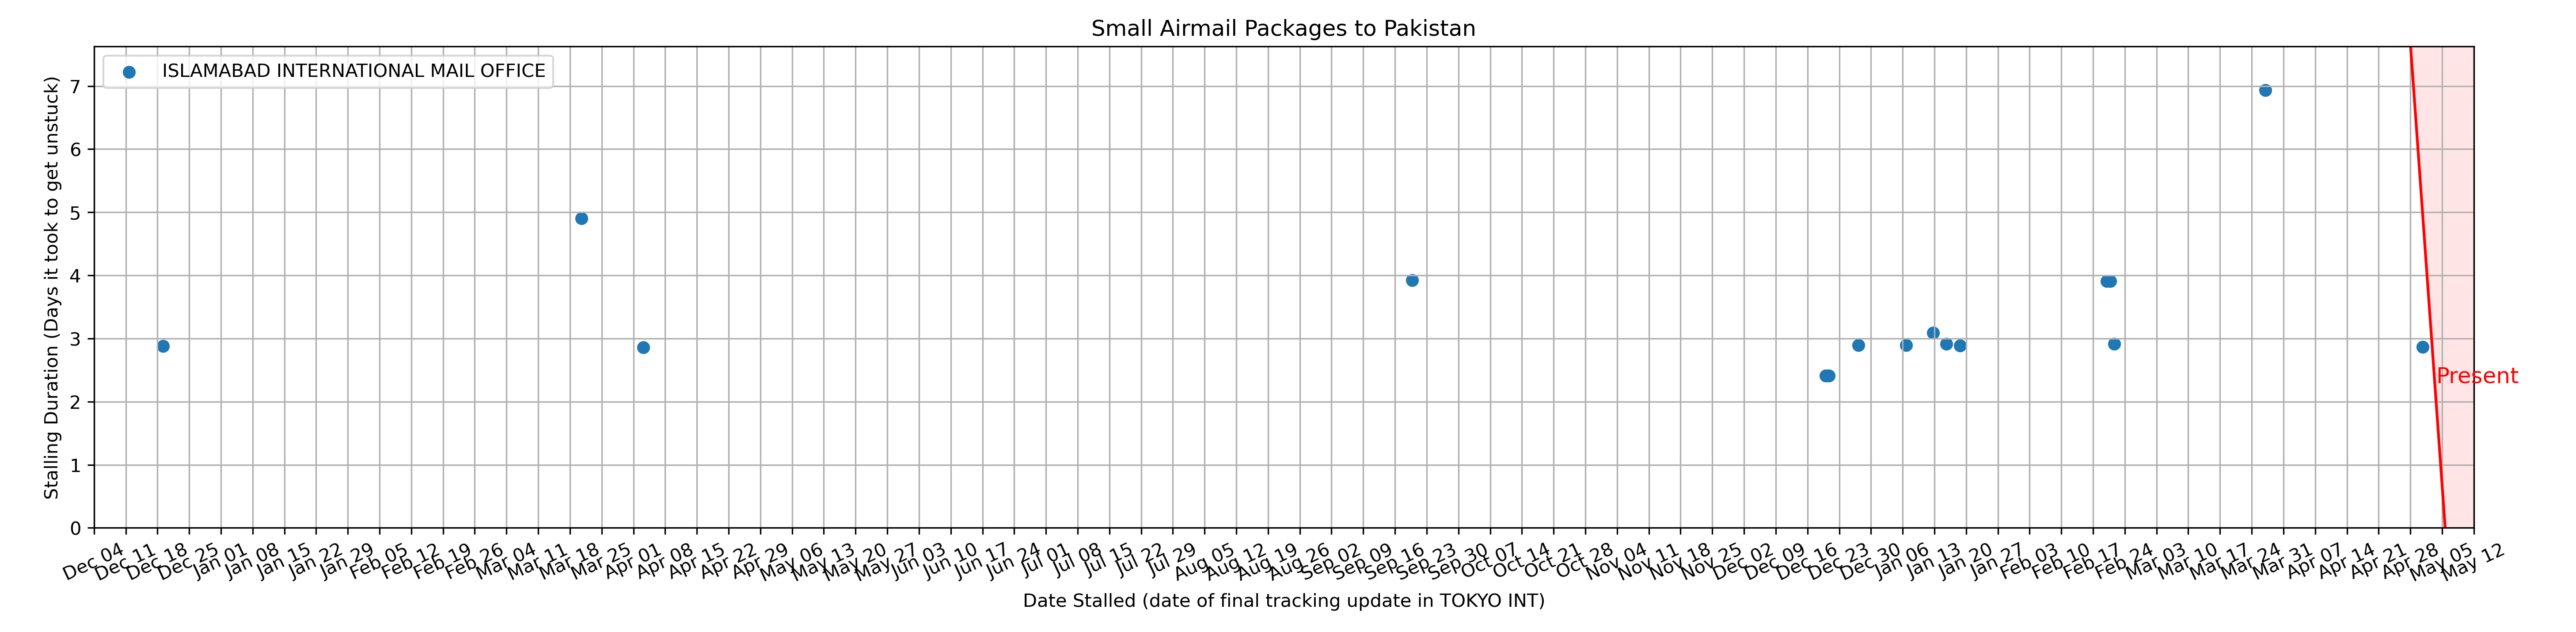 Small Airmail Packages to Pakistan
ISLAMABAD INTERNATIONAL MAIL OFFICE
Stalling Duration (Days it took to get unstuck)
7
6
5
4
3
2
1
0
Present
Dec 04
Dec 11
Dec 18
Dec 25
Jan 01
Jan 08
Jan 15
Jan 22
Jan 29
Feb 05
Feb 12
Feb 19
Feb 26
Mar 04
Mar 11
Mar 18
Mar 25
Apr 01
Apr 08
Apr 15
Apr 22
Apr 29
May 06
May 13
May 20
May 27
Jun 03
Jun 10
Jun 17
Jun 24
Jul 01
Jul 08
Jul 15
Jul 22
Jul 29
Aug 05
Aug 12
Aug 19
Aug 26
Sep 02
Sep 09
Sep 16
Sep 23
Sep 30
Oct 07
Oct 14
Oct 21
Oct 28
Nov 04
Nov 11
Nov 18
Nov 25
Dec 02
Dec 09
Dec 16
Dec 23
Dec 30
Jan 06
Jan 13
Jan 20
Jan 27
Feb 03
Feb 10
Feb 17
Feb 24
Mar 03
Mar 10
Mar 17
Mar 24
Mar 31
Apr 07
Apr 14
Apr 21
Apr 28
May 05
May 12
Date Stalled (date of final tracking update in TOKYO INT)